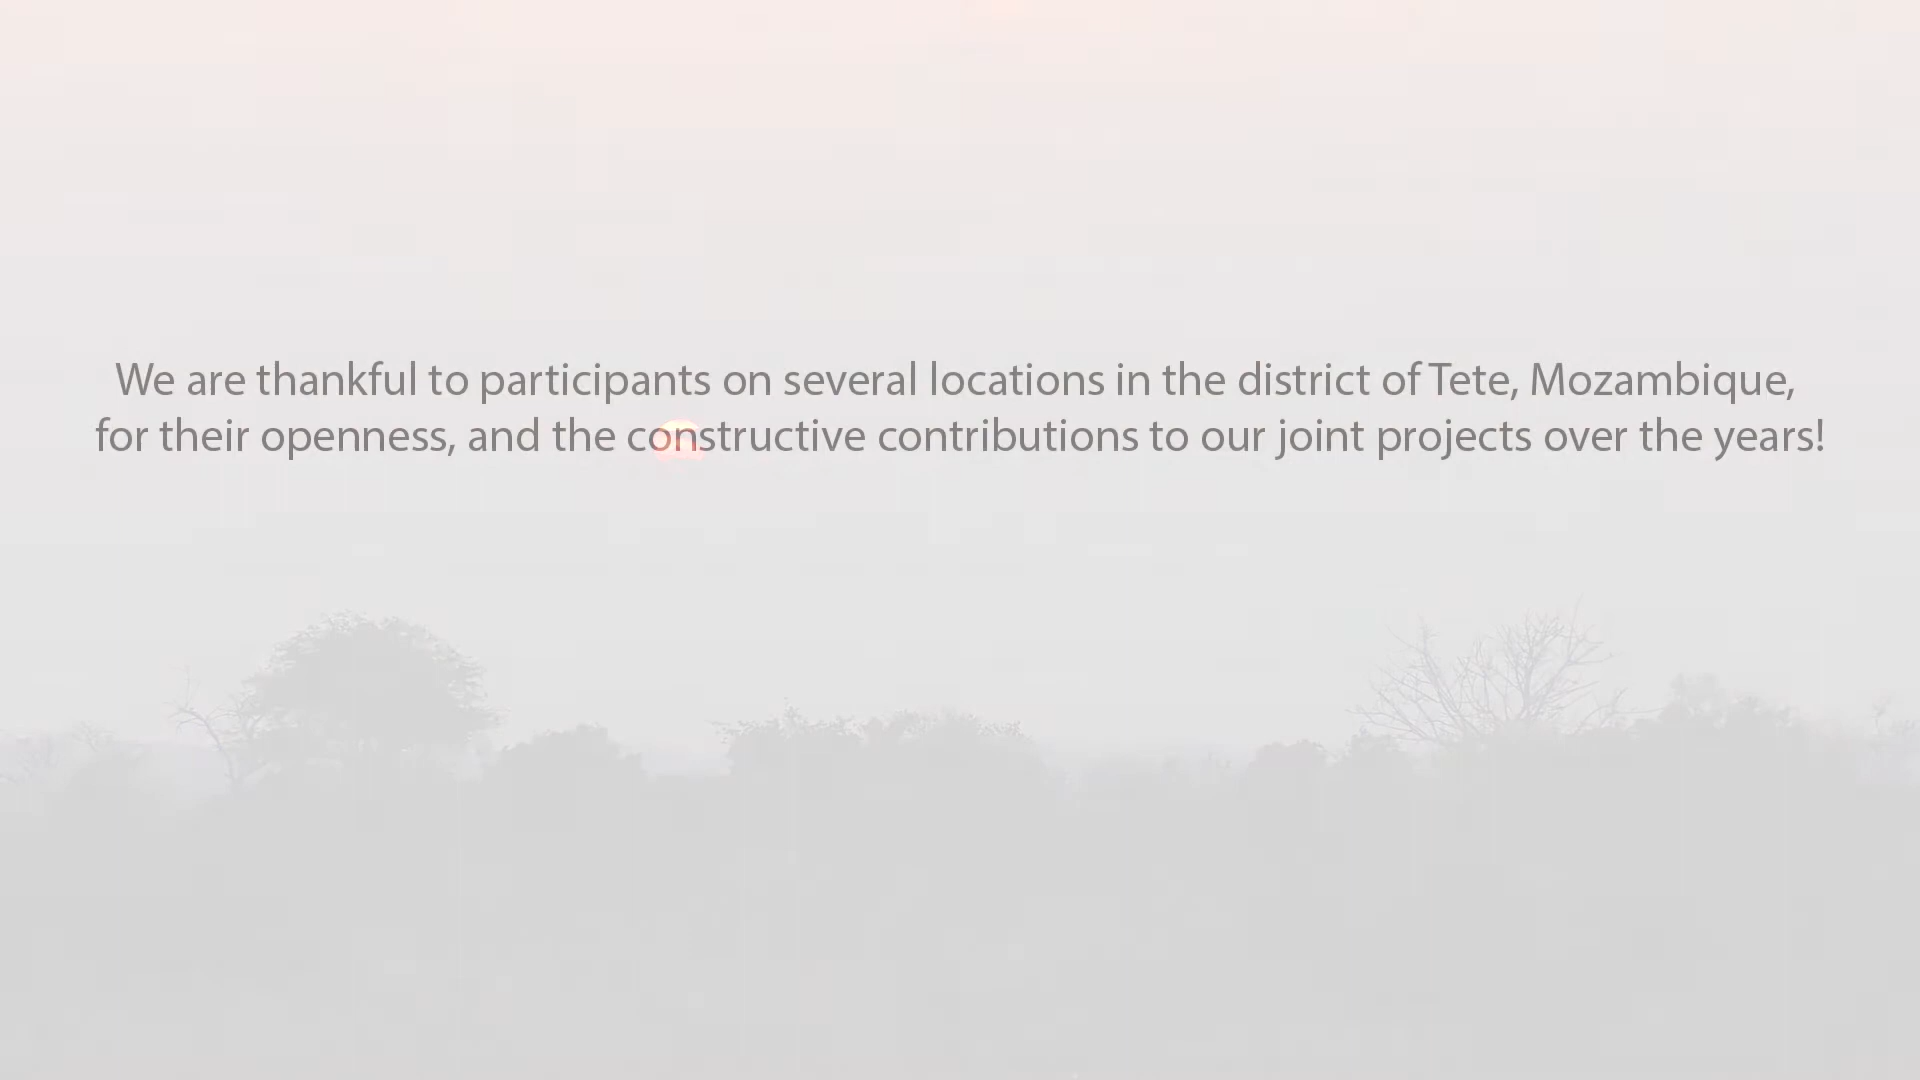 We are thankful to participants on several locations in the district of Tete, Mozambique,
for their openness, and the constructive contributions to our joint projects over the years!